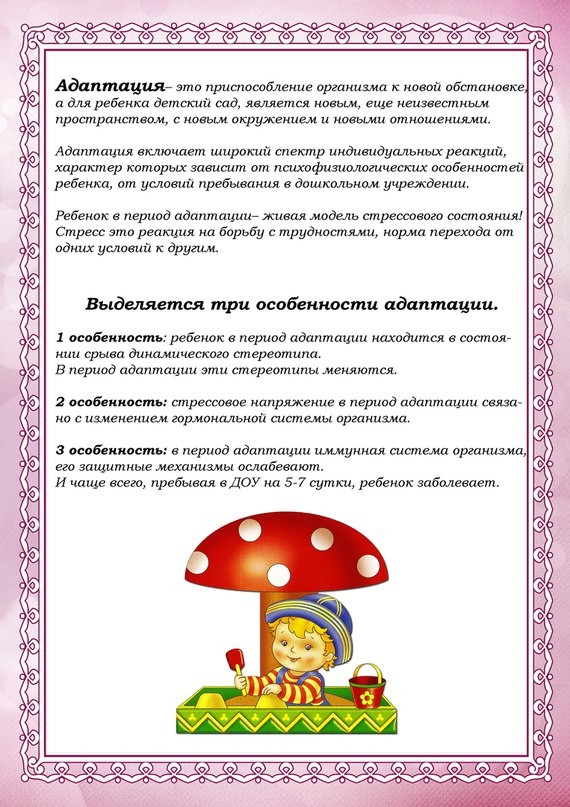 Адаптация– это приспособление организма к новой обстановке,
а для ребенка детский сад, является новым, еще неизвестным
пространством, с новым окружением и новыми отношениями.
Адаптация включает широкий спектр индивидуальных реакций,
характер которых зависит от психофизиологических особенностей
ребенка, от условий пребывания в дошкольном учреждении.
Ребенок в период адаптации– живая модель стрессового состояния!
Стресс это реакция на борьбу с трудностями, норма перехода от
одних условий к другим.
Выделяется три особенности адаптации.
1 особенность: ребенок в период адаптации находится в состоя-
нии срыва динамического стереотипа.
В период адаптации эти стереотипы меняются.
2 особенность: стрессовое напряжение в период адаптации связа-
но с изменением гормональной системы организма.
3 особенность: в период адаптации иммунная система организма,
его защитные механизмы ослабевают.
И чаще всего, пребывая в ДОУ на 5-7 сутки, ребенок заболевает.